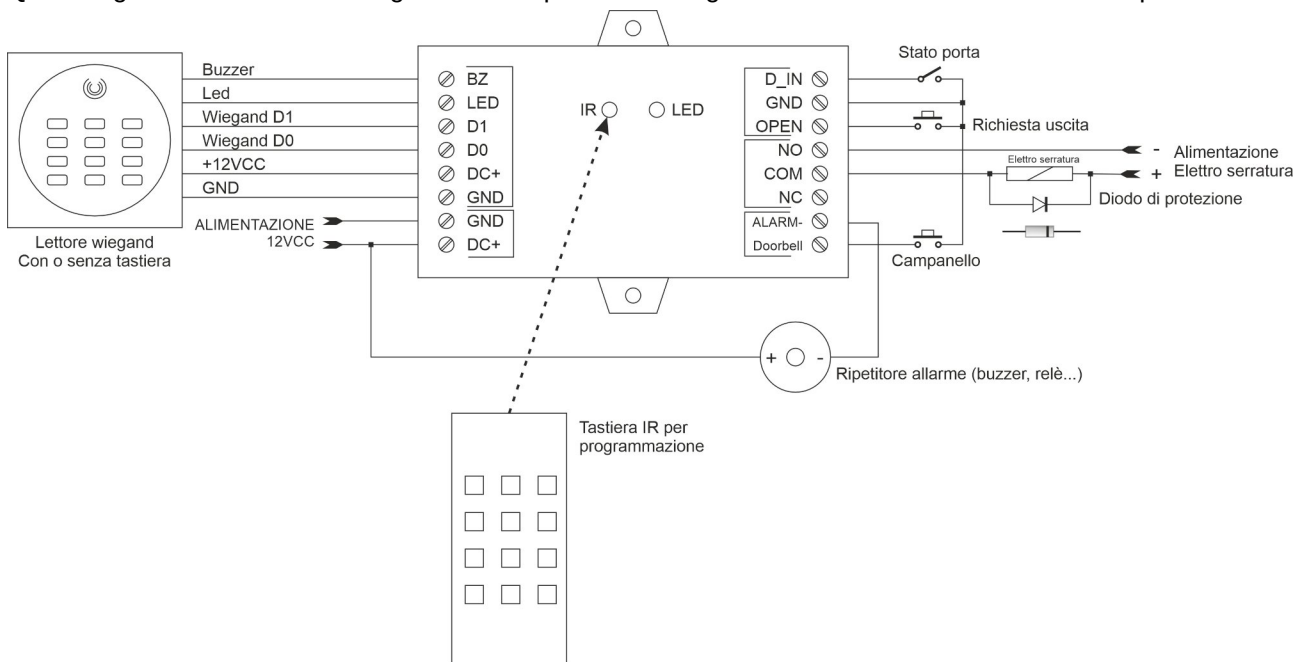 Buzzer
Led
Wiegand D1
Wiegand D0
+12VCC
GND
ALIMENTAZIONE
12VCC
Lettore wiegand
Con o senza tastiera
BZ
LED
D1
D0
DC+
GND
GND
DC+
IR
LED
D_IN
GND
OPEN
NO
COM
NC
ALARM-
Doorbell
Stato porta
Richiesta uscita
- Alimentazione
+ Elettro serratura
Elettro serratura
Diodo di protezione
Campanello
+ -
Ripetitore allarme (buzzer, relè...)
Tastiera IR per
programmazione